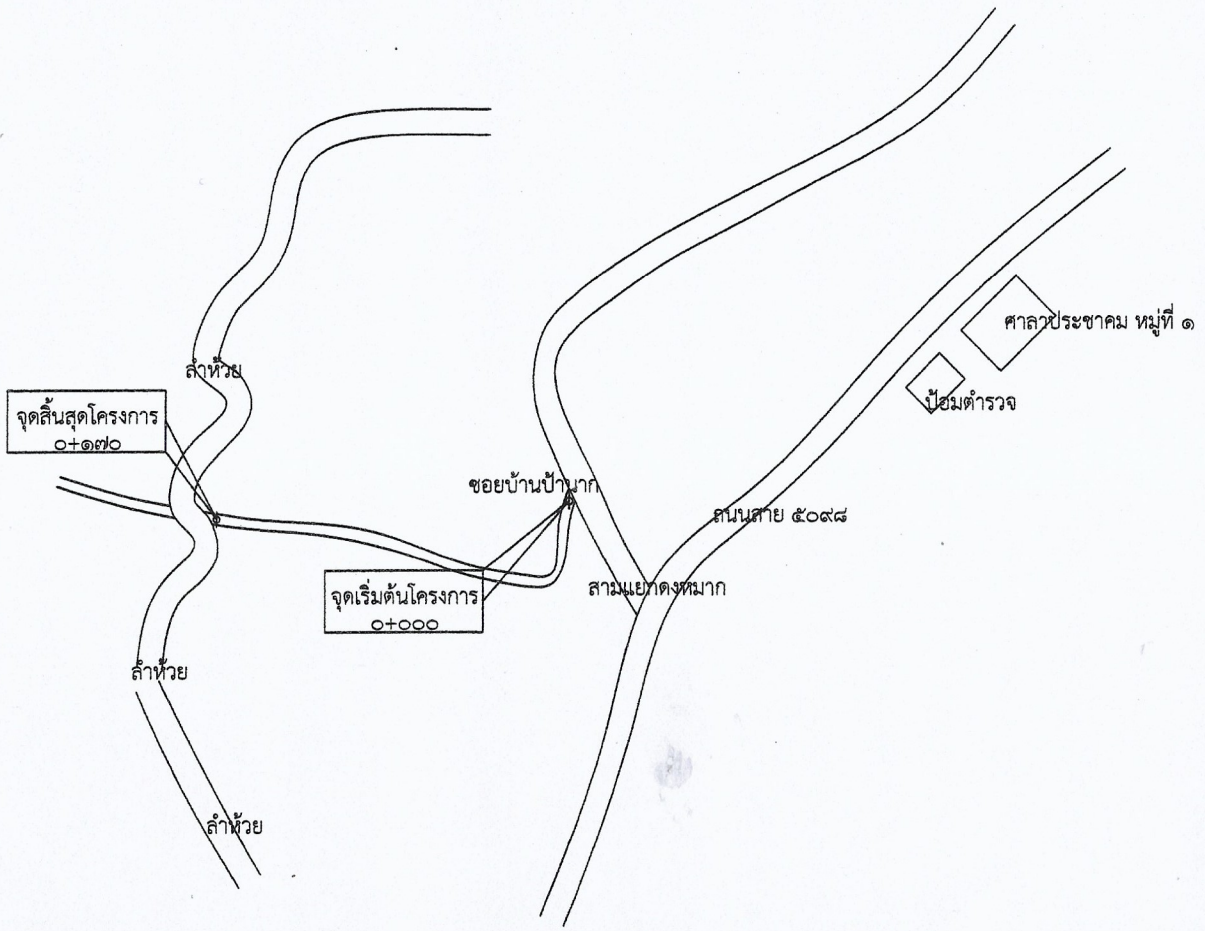 ศาลาประชาคม หมู่ที่ ๑
ลำห้วย
ป้อมตำรวจ
จุดสิ้นสุดโครงการ
๐+๑๗๐
ซอยบ้านป้านาก
ถนนสาย ๕๐๙๘
สามแยกดงหมาก
จุดเริ่มต้นโครงการ
๐+๐๐๐
ลำห้วย
ลำห้วย